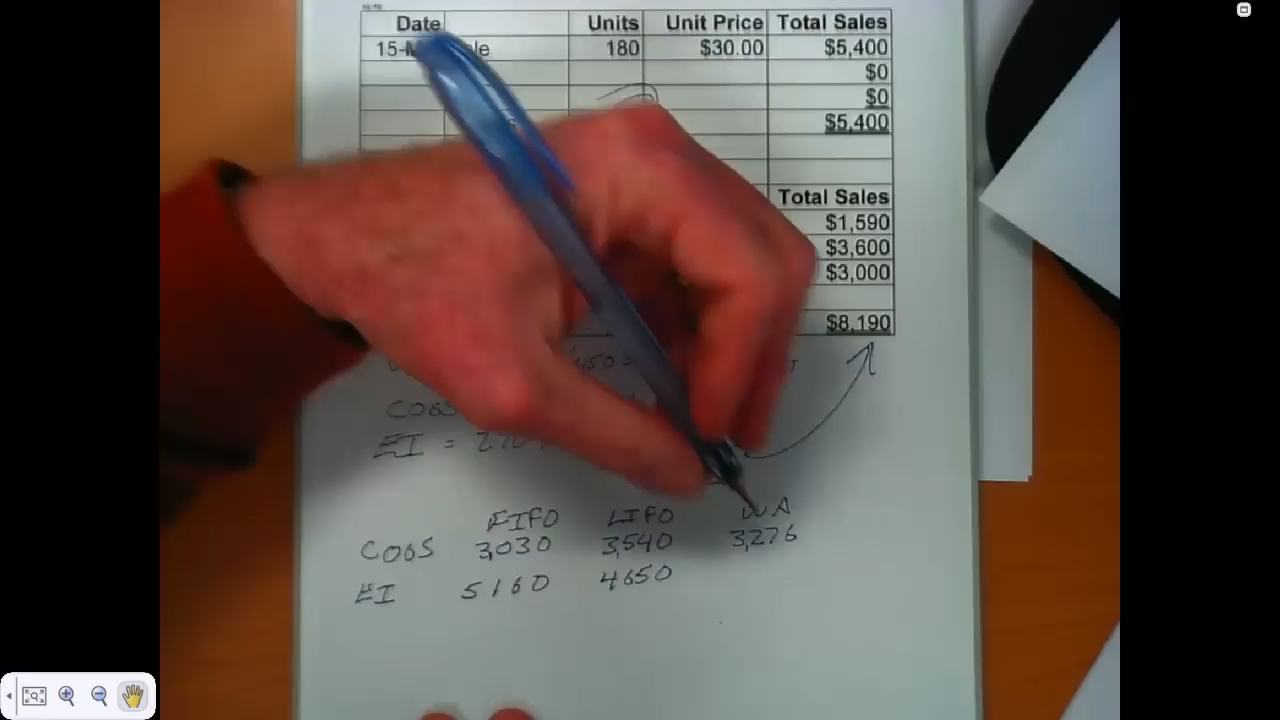 Date Units Unit Price Total Sales
180 $30.00 $5,400
$0
$0
$5,400
Total Sales
$1,590
$3,600
$3,000
$8,190
COGS
EI =
FIFO LIFO WA
COGS 3,030 3,540 3,276
EI 5160 4650